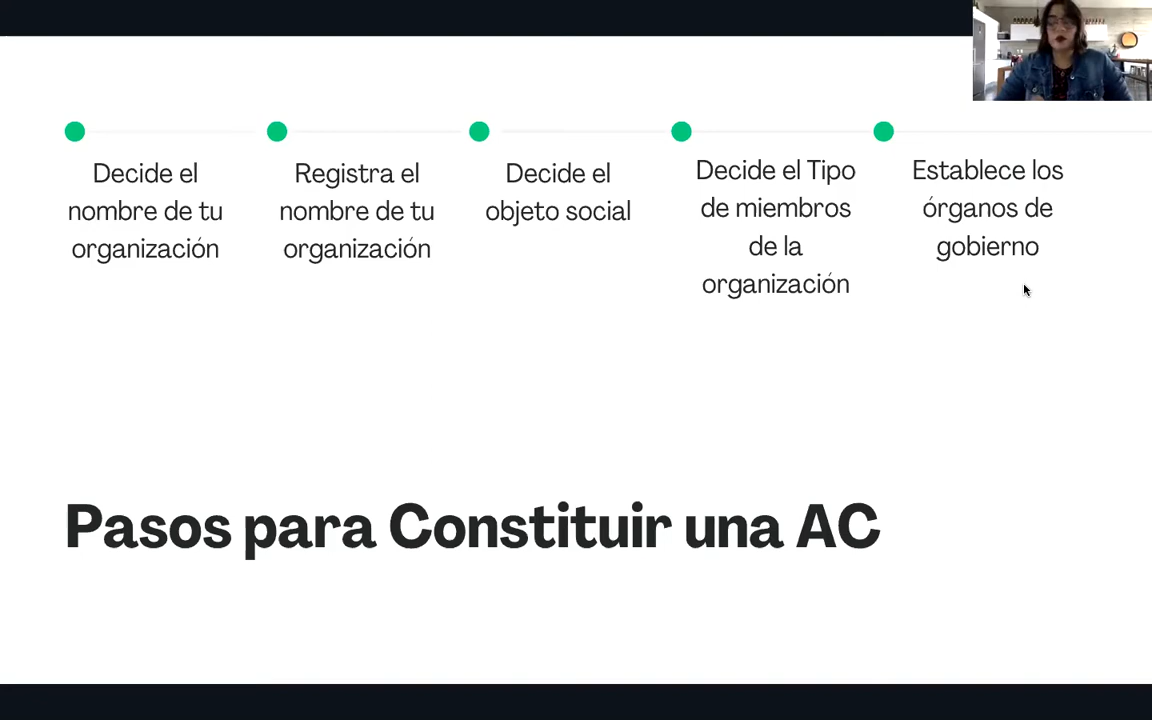 Decide el
nombre de tu
organización
Registra el
nombre de tu
organización
Decide el
objeto social
Decide el Tipo
de miembros
de la
organización
Establece los
órganos de
gobierno
Pasos para Constituir una AC